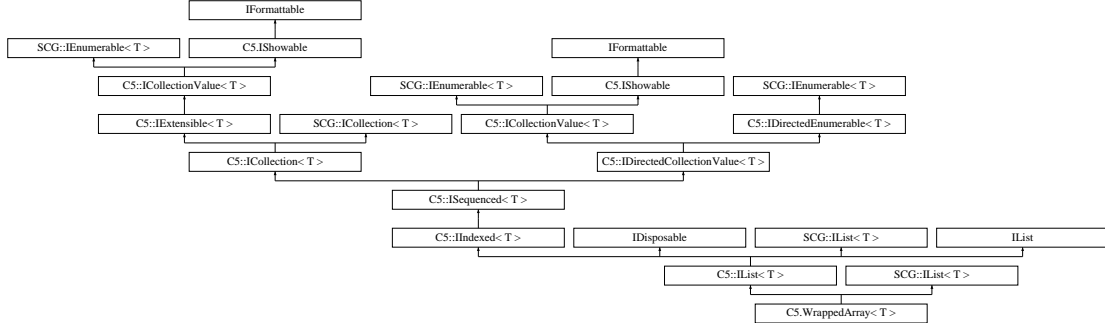 IFormattable
SCG::IEnumerable< T >
C5.IShowable
IFormattable
C5::ICollectionValue< T >
SCG::IEnumerable< T >
C5.IShowable
SCG::IEnumerable< T >
C5::IExtensible< T >
SCG::ICollection< T >
C5::ICollectionValue< T >
C5::IDirectedEnumerable< T >
C5::ICollection< T >
C5::IDirectedCollectionValue< T >
C5::ISequenced< T >
C5::IIndexed< T >
IDisposable
SCG::IList< T >
IList
C5::IList< T >
SCG::IList< T >
C5.WrappedArray< T >